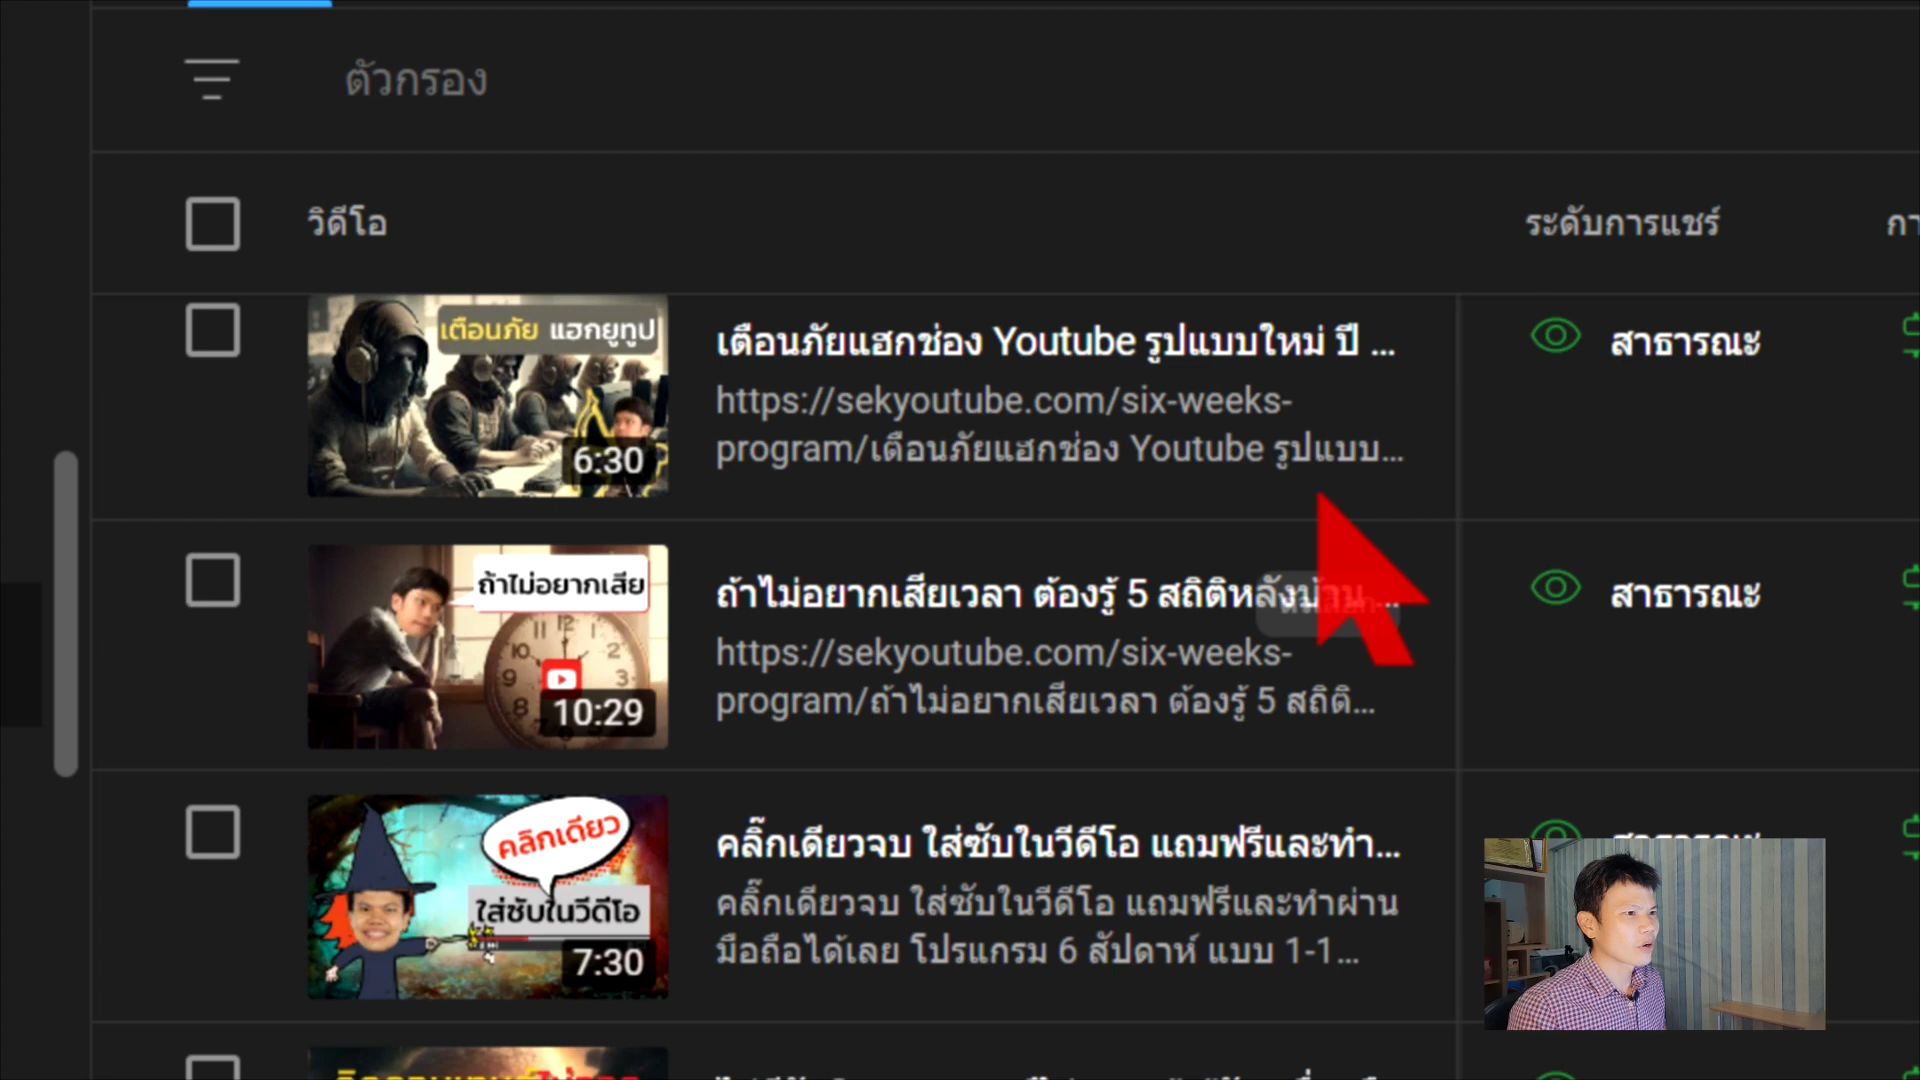 ตัวกรอง
วิดีโอ
ระดับการแชร์
กา
เตือนภัย แฮกยูทูป
6:30
เตือนภัยแฮกช่อง Youtube รูปแบบใหม่ ปี ...
https://sekyoutube.com/six-weeks-
program/เตือนภัยแฮกช่อง Youtube รูปแบบ...
สาธารณะ
ถ้าไม่อยากเสีย
11 12 1
10 2
9 3
8
10:29
ถ้าไม่อยากเสียเวลา ต้องรู้ 5 สถิติหลังบ้าน ...
https://sekyoutube.com/six-weeks-
program/ถ้าไม่อยากเสียเวลา ต้องรู้ 5 สถิติ...
สาธารณะ
คลิกเดียว
ใส่ซับในวีดีโอ
7:30
คลิ๊กเดียวจบ ใส่ซับในวีดีโอ แถมฟรีและทำ...
คลิ๊กเดียวจบ ใส่ซับในวีดีโอ แถมฟรีและทำผ่าน
มือถือได้เลย โปรแกรม 6 สัปดาห์ แบบ 1-1...